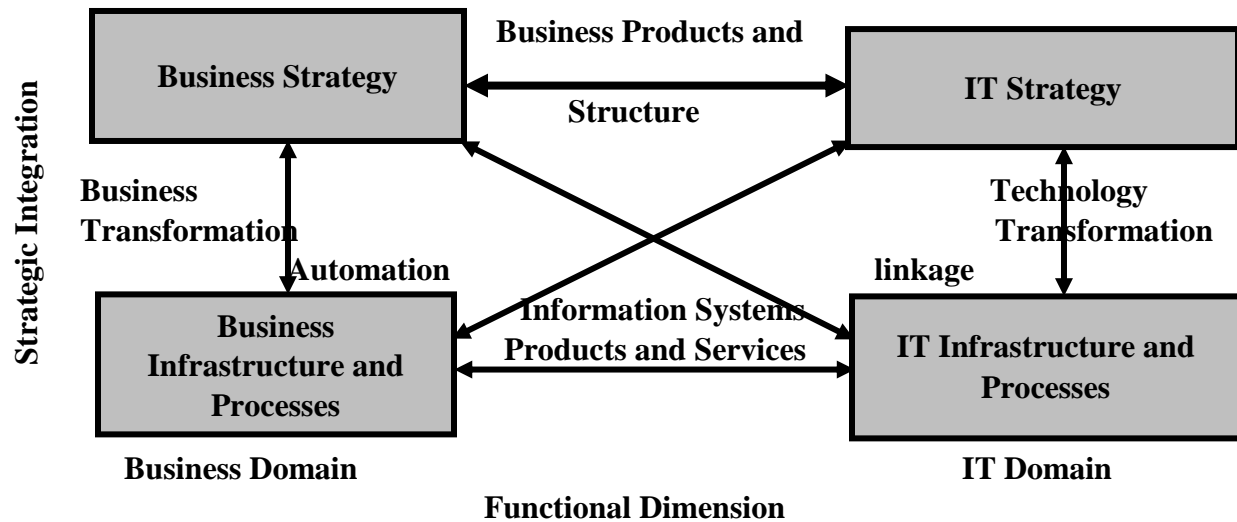 Business Products and
Business Strategy
IT Strategy
Structure
Strategic Integration
Business
Transformation
Technology
Transformation
Automation
linkage
Information Systems
Products and Services
Business
Infrastructure and
Processes
IT Infrastructure and
Processes
Business Domain
IT Domain
Functional Dimension